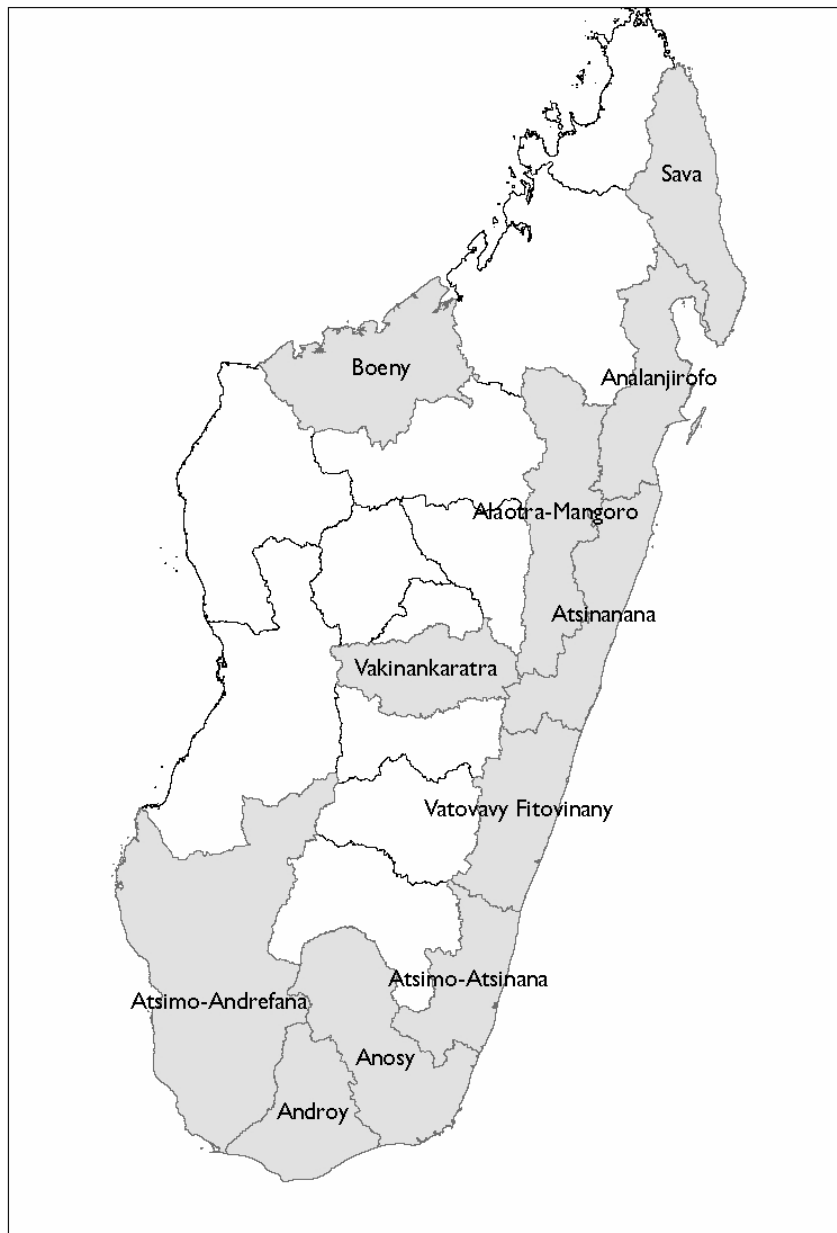 Sava
Boeny
Analanjirofo
Alaotra-Mangoro
Atsinanana
Vakinankaratra
Vatovavy Fitovinany
Atsimo-Atsinana
Atsimo-Andrefana
Anosy
Androy